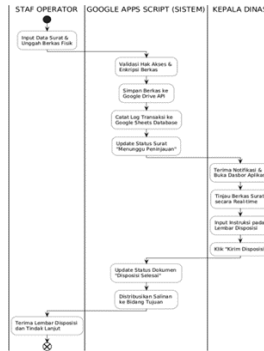 STAF OPERATOR
GOOGLE APPS SCRIPT (SISTEM)
KEPALA DINAS
Input Data Surat &
Unggah Berkas Fisik
Validasi Hak Akses &
Enkripsi Berkas
Simpan Berkas ke
Google Drive API
Catat Log Transaksi ke
Google Sheets Database
Update Status Surat
"Menunggu Peninjauan"
Terima Notifikasi &
Buka Dasbor Aplikasi
Tinjau Berkas Surat
secara Real-time
Input Instruksi pada
Lembar Disposisi
Klik "Kirim Disposisi
Update Status Dokumen
"Disposisi Selesai"
Distribusikan Salinan
ke Bidang Tujuan
Terima Lembar Disposisi
dan Tindak Lanjut